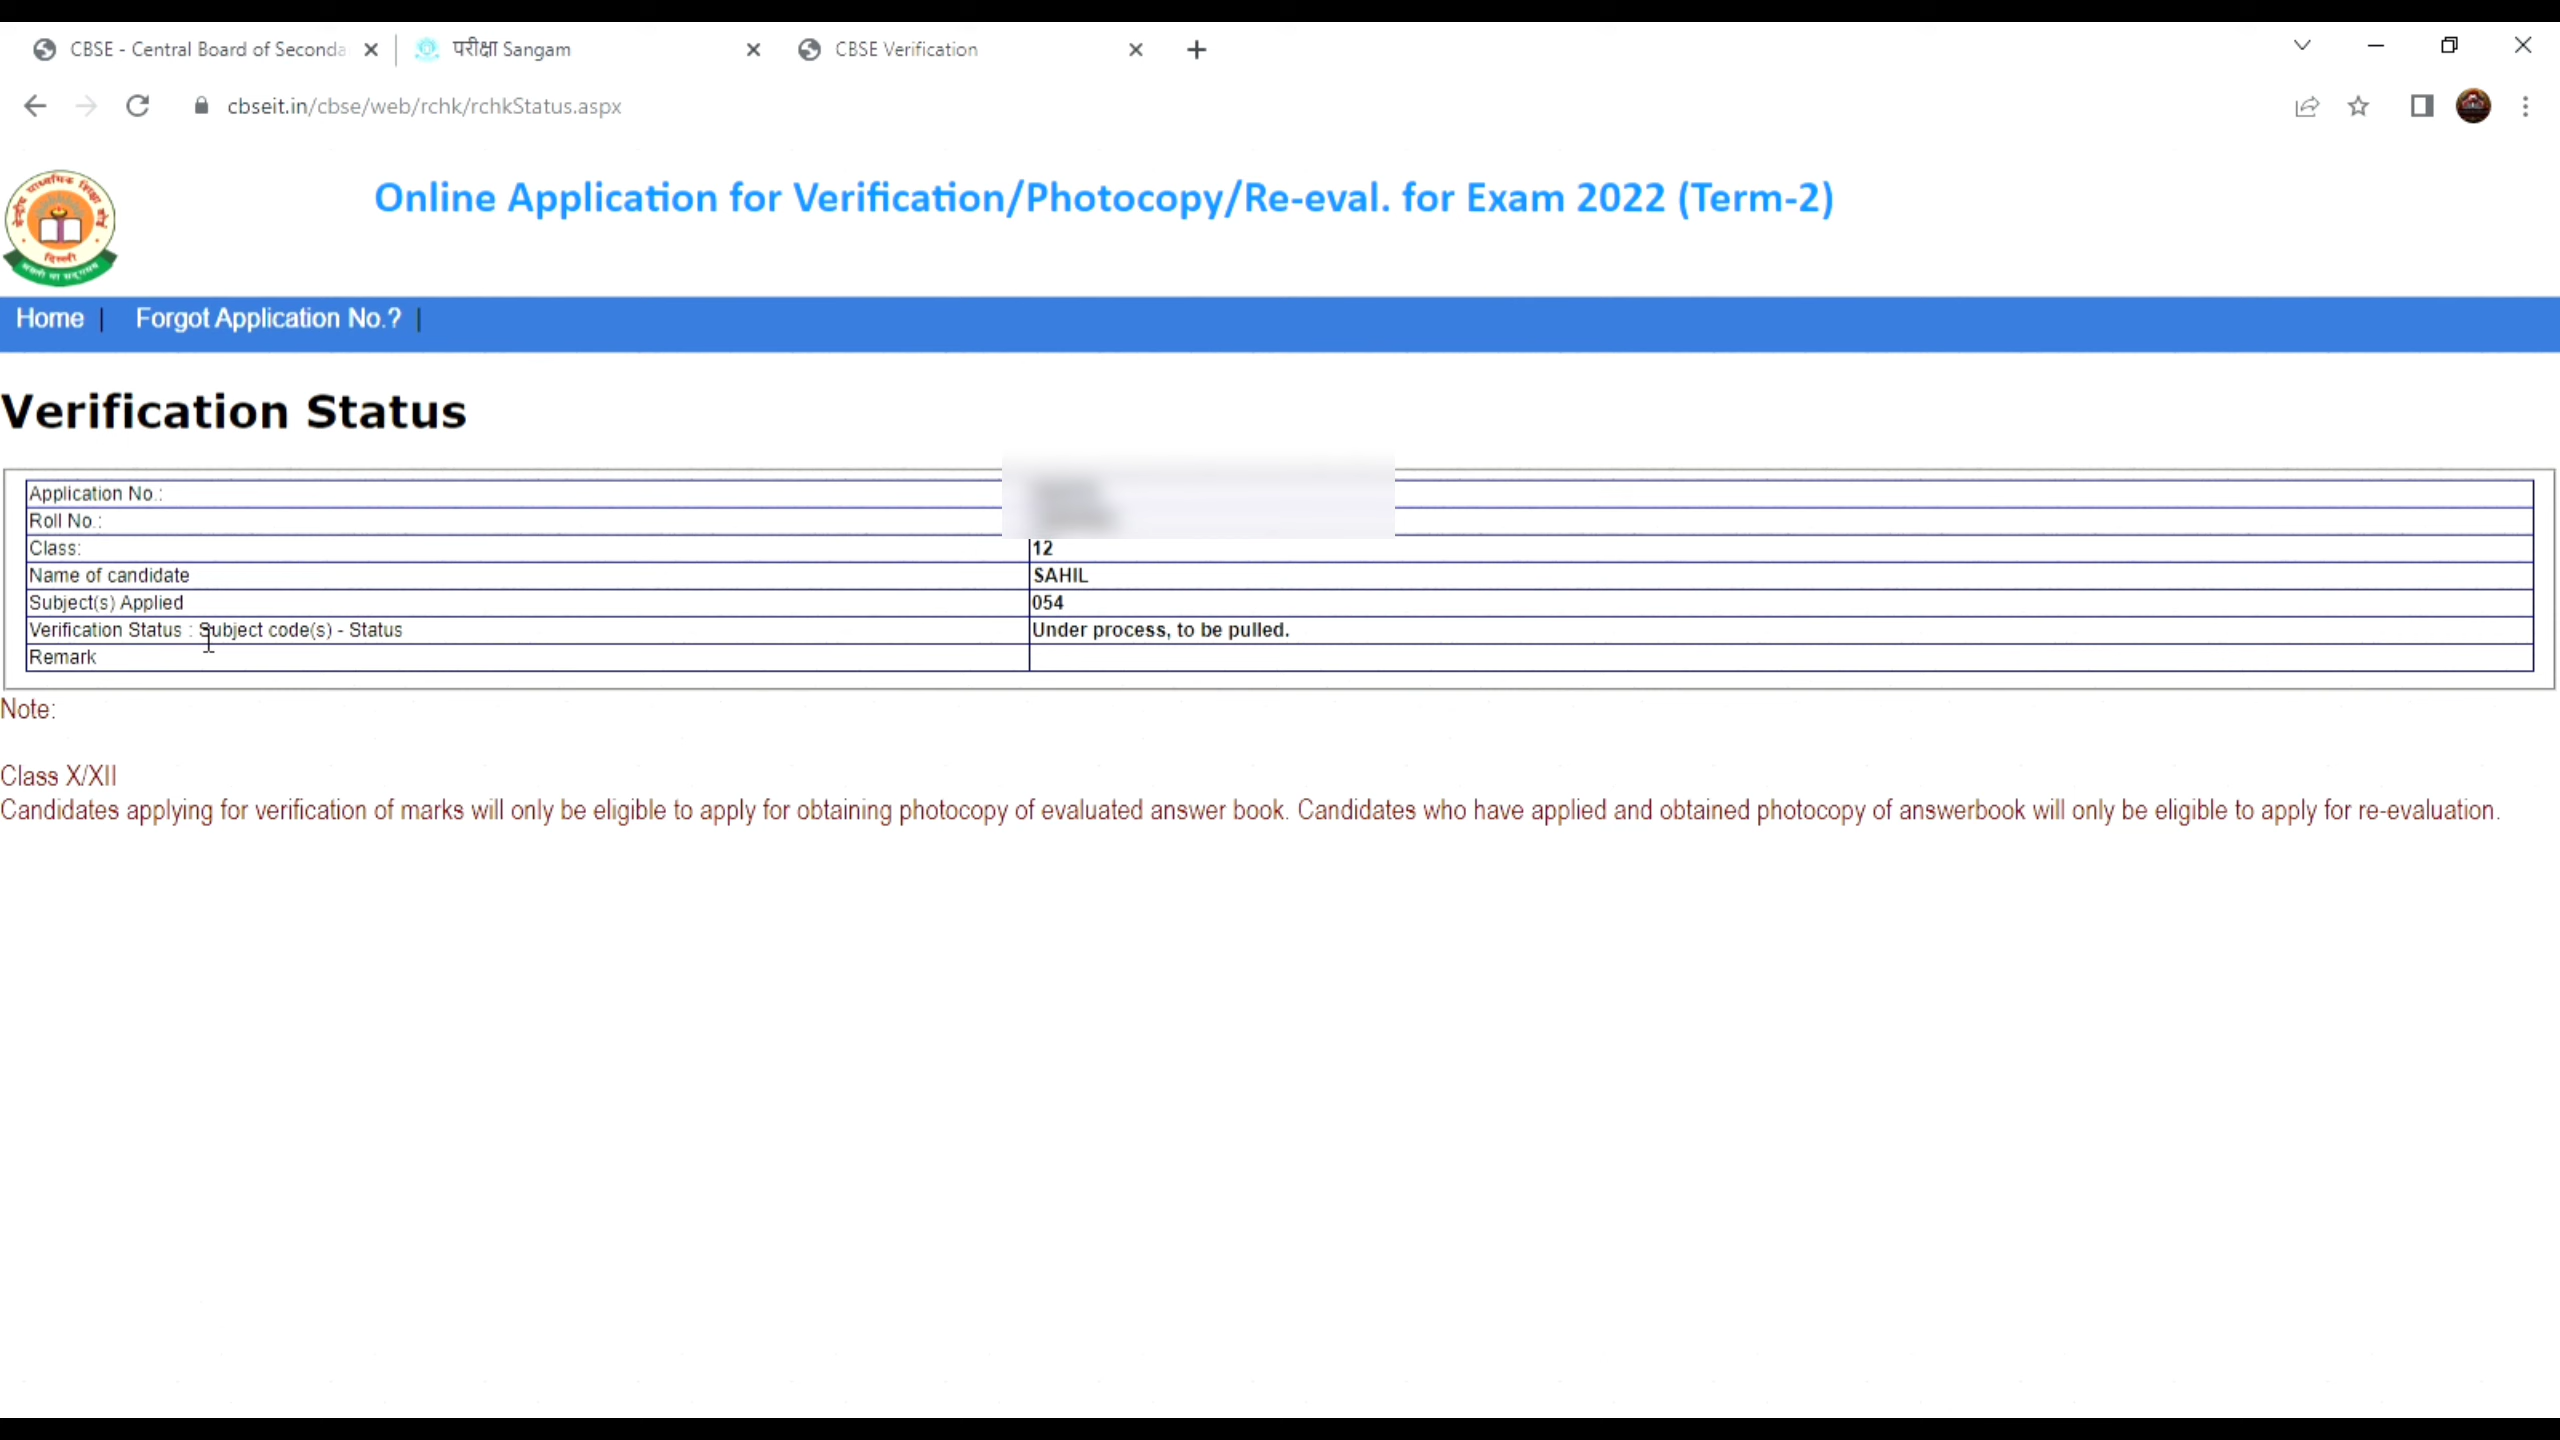 CBSE - Central Board of Seconda
परीक्षा Sangam
CBSE Verification
cbseit.in/cbse/web/rchk/rchkStatus.aspx
Online Application for Verification/Photocopy/Re-eval. for Exam 2022 (Term-2)
Home | Forgot Application No.? |
Verification Status
Application No.:
Roll No.:
Class: 12
Name of candidate SAHIL
Subject(s) Applied 054
Verification Status : Subject code(s) - Status Under process, to be pulled.
Remark
Note:
Class X/XII
Candidates applying for verification of marks will only be eligible to apply for obtaining photocopy of evaluated answer book. Candidates who have applied and obtained photocopy of answerbook will only be eligible to apply for re-evaluation.